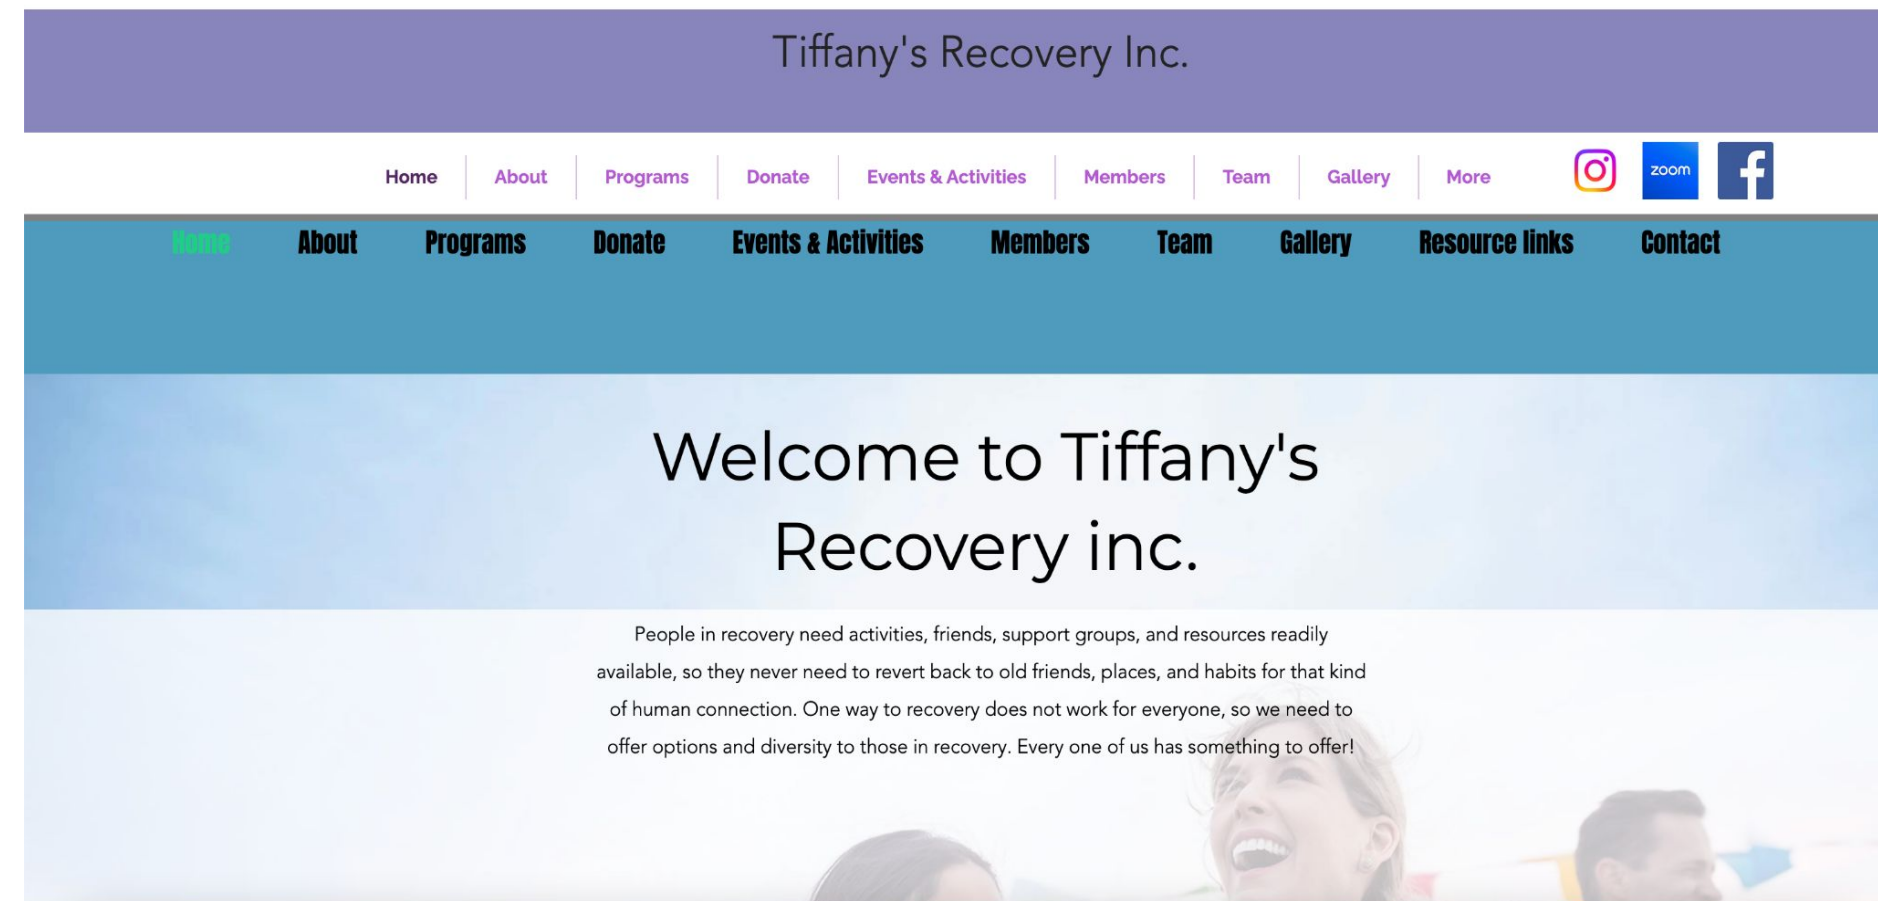 Tiffany's Recovery Inc.
Home About Programs Donate Events & Activities Members Team Gallery More zoom
Home About Programs Donate Events & Activities Members Team Gallery Resource links Contact
Welcome to Tiffany's
Recovery inc.
People in recovery need activities, friends, support groups, and resources readily
available, so they never need to revert back to old friends, places, and habits for that kind
of human connection. One way to recovery does not work for everyone, so we need to
offer options and diversity to those in recovery. Every one of us has something to offer!